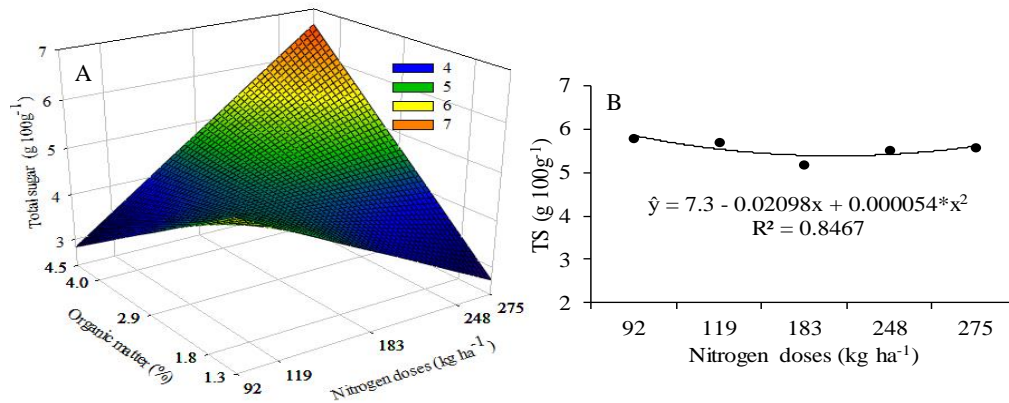 A
7
6
5
4
3
Total sugar (g 100g-1)
4
5
6
7
4.5
4.0
2.9
1.8
1.3
Organic matter (%)
92
119
183
248
275
Nitrogen doses (kg ha-1)
B
7
6
5
4
3
2
TS (g 100g-1)
ŷ = 7.3 - 0.02098x + 0.000054*x2
R² = 0.8467
92 119 183 248 275
Nitrogen doses (kg ha-1)